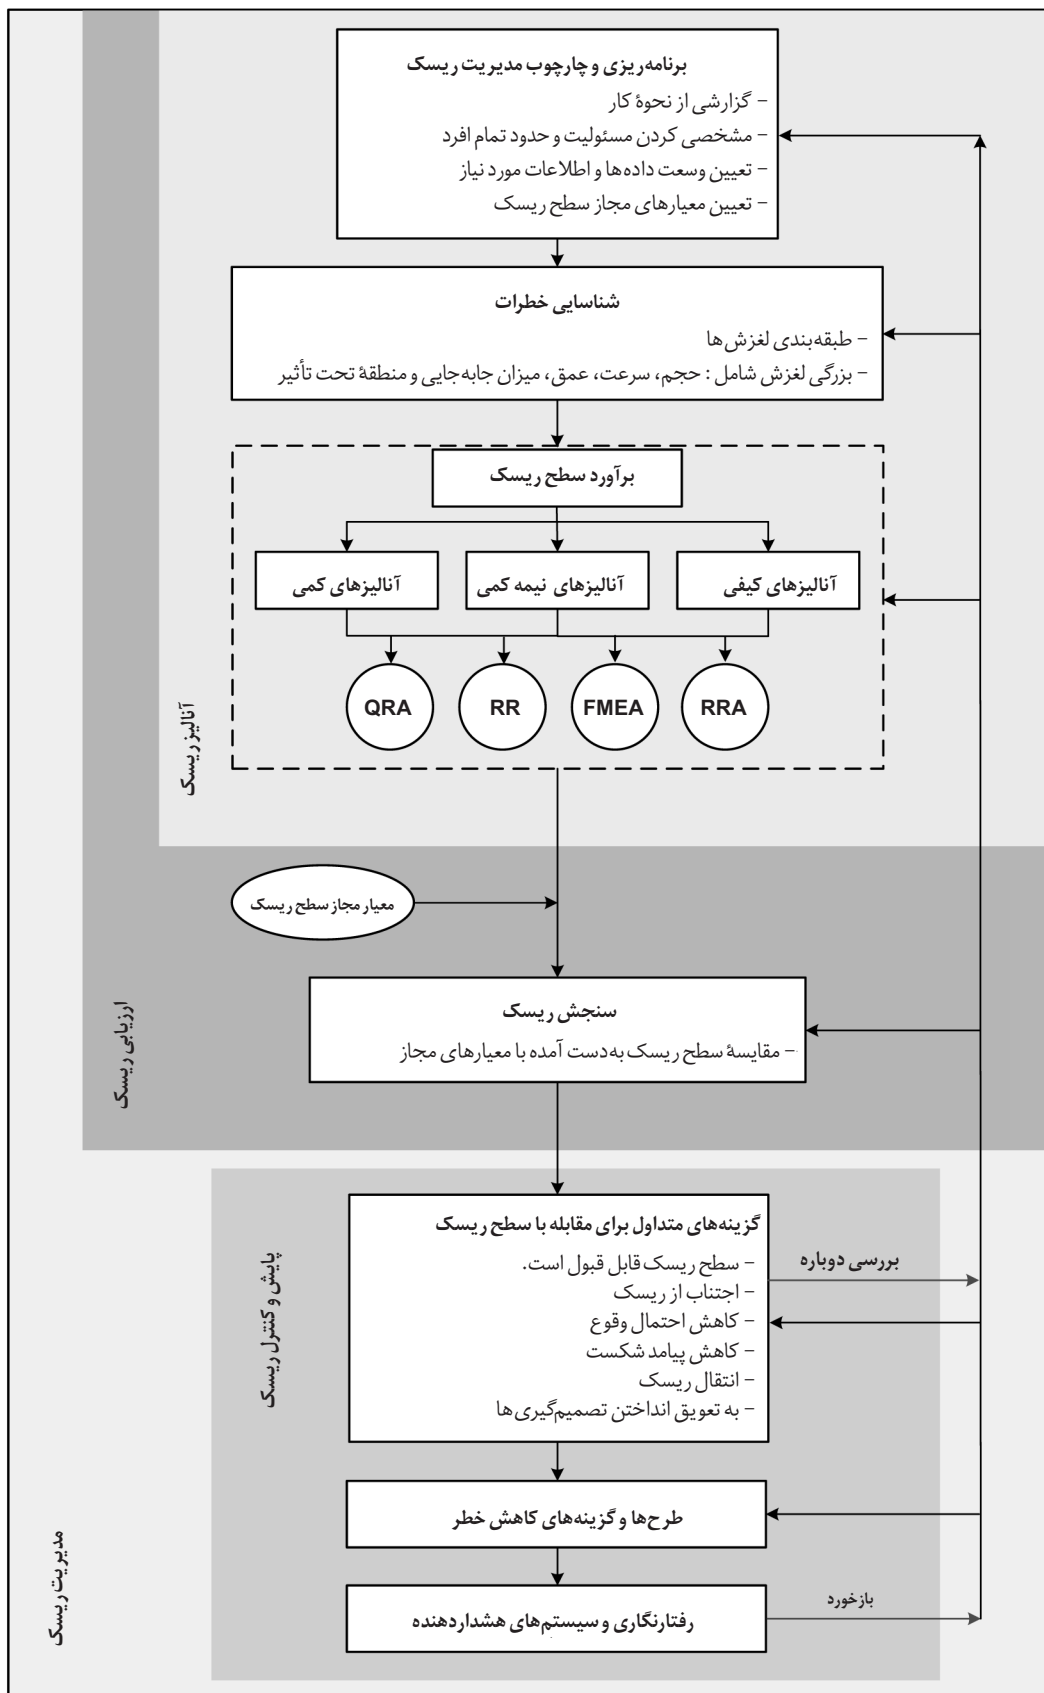 برنامه‌ریزی و چارچوب مدیریت ریسک
- گزارشی از نحوهٔ کار
- مشخصی کردن مسئولیت و حدود تمام افرد
- تعیین وسعت داده‌ها و اطلاعات مورد نیاز
- تعیین معیارهای مجاز سطح ریسک
شناسایی خطرات
- طبقه‌بندی لغزش‌ها
- بزرگی لغزش شامل : حجم، سرعت، عمق، میزان جابه‌جایی و منطقهٔ تحت تأثیر
برآورد سطح ریسک
آنالیزهای کیفی
آنالیزهای نیمه کمی
آنالیزهای کمی
QRA
RR
FMEA
RRA
آنالیز ریسک
معیار مجاز سطح ریسک
سنجش ریسک
- مقایسهٔ سطح ریسک به‌دست آمده با معیارهای مجاز
ارزیابی ریسک
گزینه‌های متداول برای مقابله با سطح ریسک
- سطح ریسک قابل قبول است.
- اجتناب از ریسک
- کاهش احتمال وقوع
- کاهش پیامد شکست
- انتقال ریسک
- به تعویق انداختن تصمیم‌گیری‌ها
بررسی دوباره
پایش و کنترل ریسک
طرح‌ها و گزینه‌های کاهش خطر
رفتارنگاری و سیستم‌های هشداردهنده
بازخورد
مدیریت ریسک